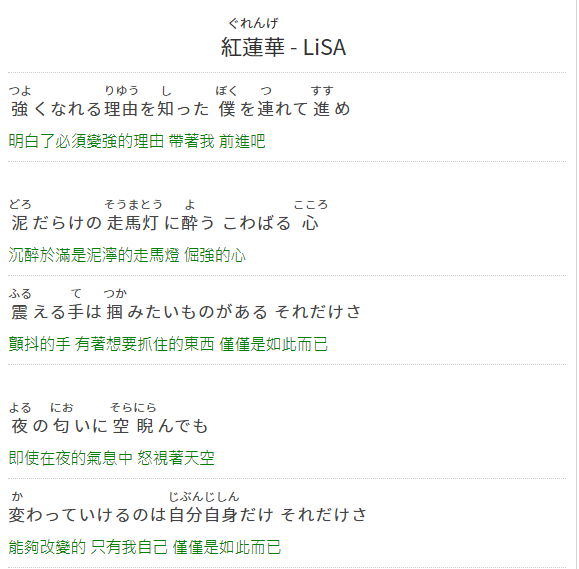 ぐれんげ
紅蓮華 - LiSA
つよ りゆう し ぼく つ すす
強くなれる理由を知った 僕を連れて進め
明白了必須變強的理由 帶著我 前進吧
どろ そうまとう よ こころ
泥だらけの走馬灯に酔う こわばる心
沉醉於滿是泥濘的走馬燈 倔強的心
ふる て つか
震える手は掴みたいものがある それだけさ
顫抖的手 有著想要抓住的東西 僅僅是如此而已
よる にお そらにら
夜の匂いに空睨んでも
即使在夜的氣息中 怒視著天空
か じぶんじしん
変わっていけるのは自分自身だけ それだけさ
能夠改變的 只有我自己 僅僅是如此而已